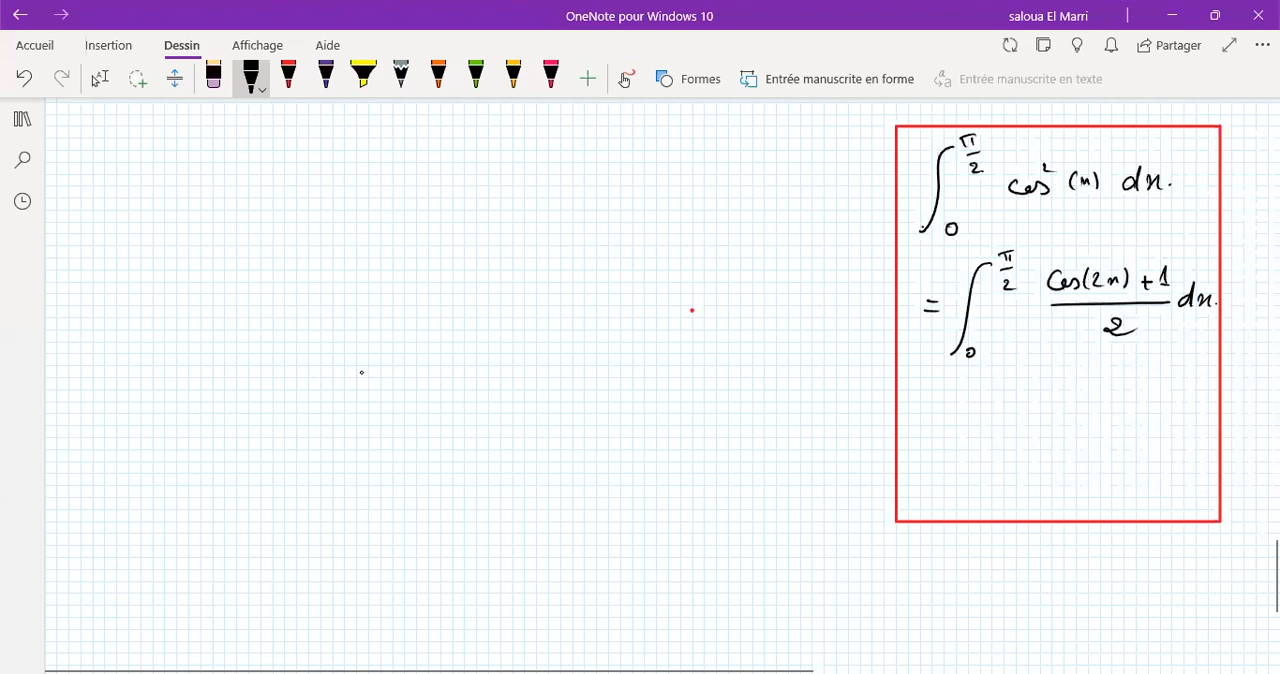 OneNote pour Windows 10
saloua El Marri
Accueil Insertion Dessin Affichage Aide
Partager
Formes Entrée manuscrite en forme Entrée manuscrite en texte
∫₀^(π/2) cos²(x) dx.
= ∫₀^(π/2) (cos(2x) + 1)/2 dx.